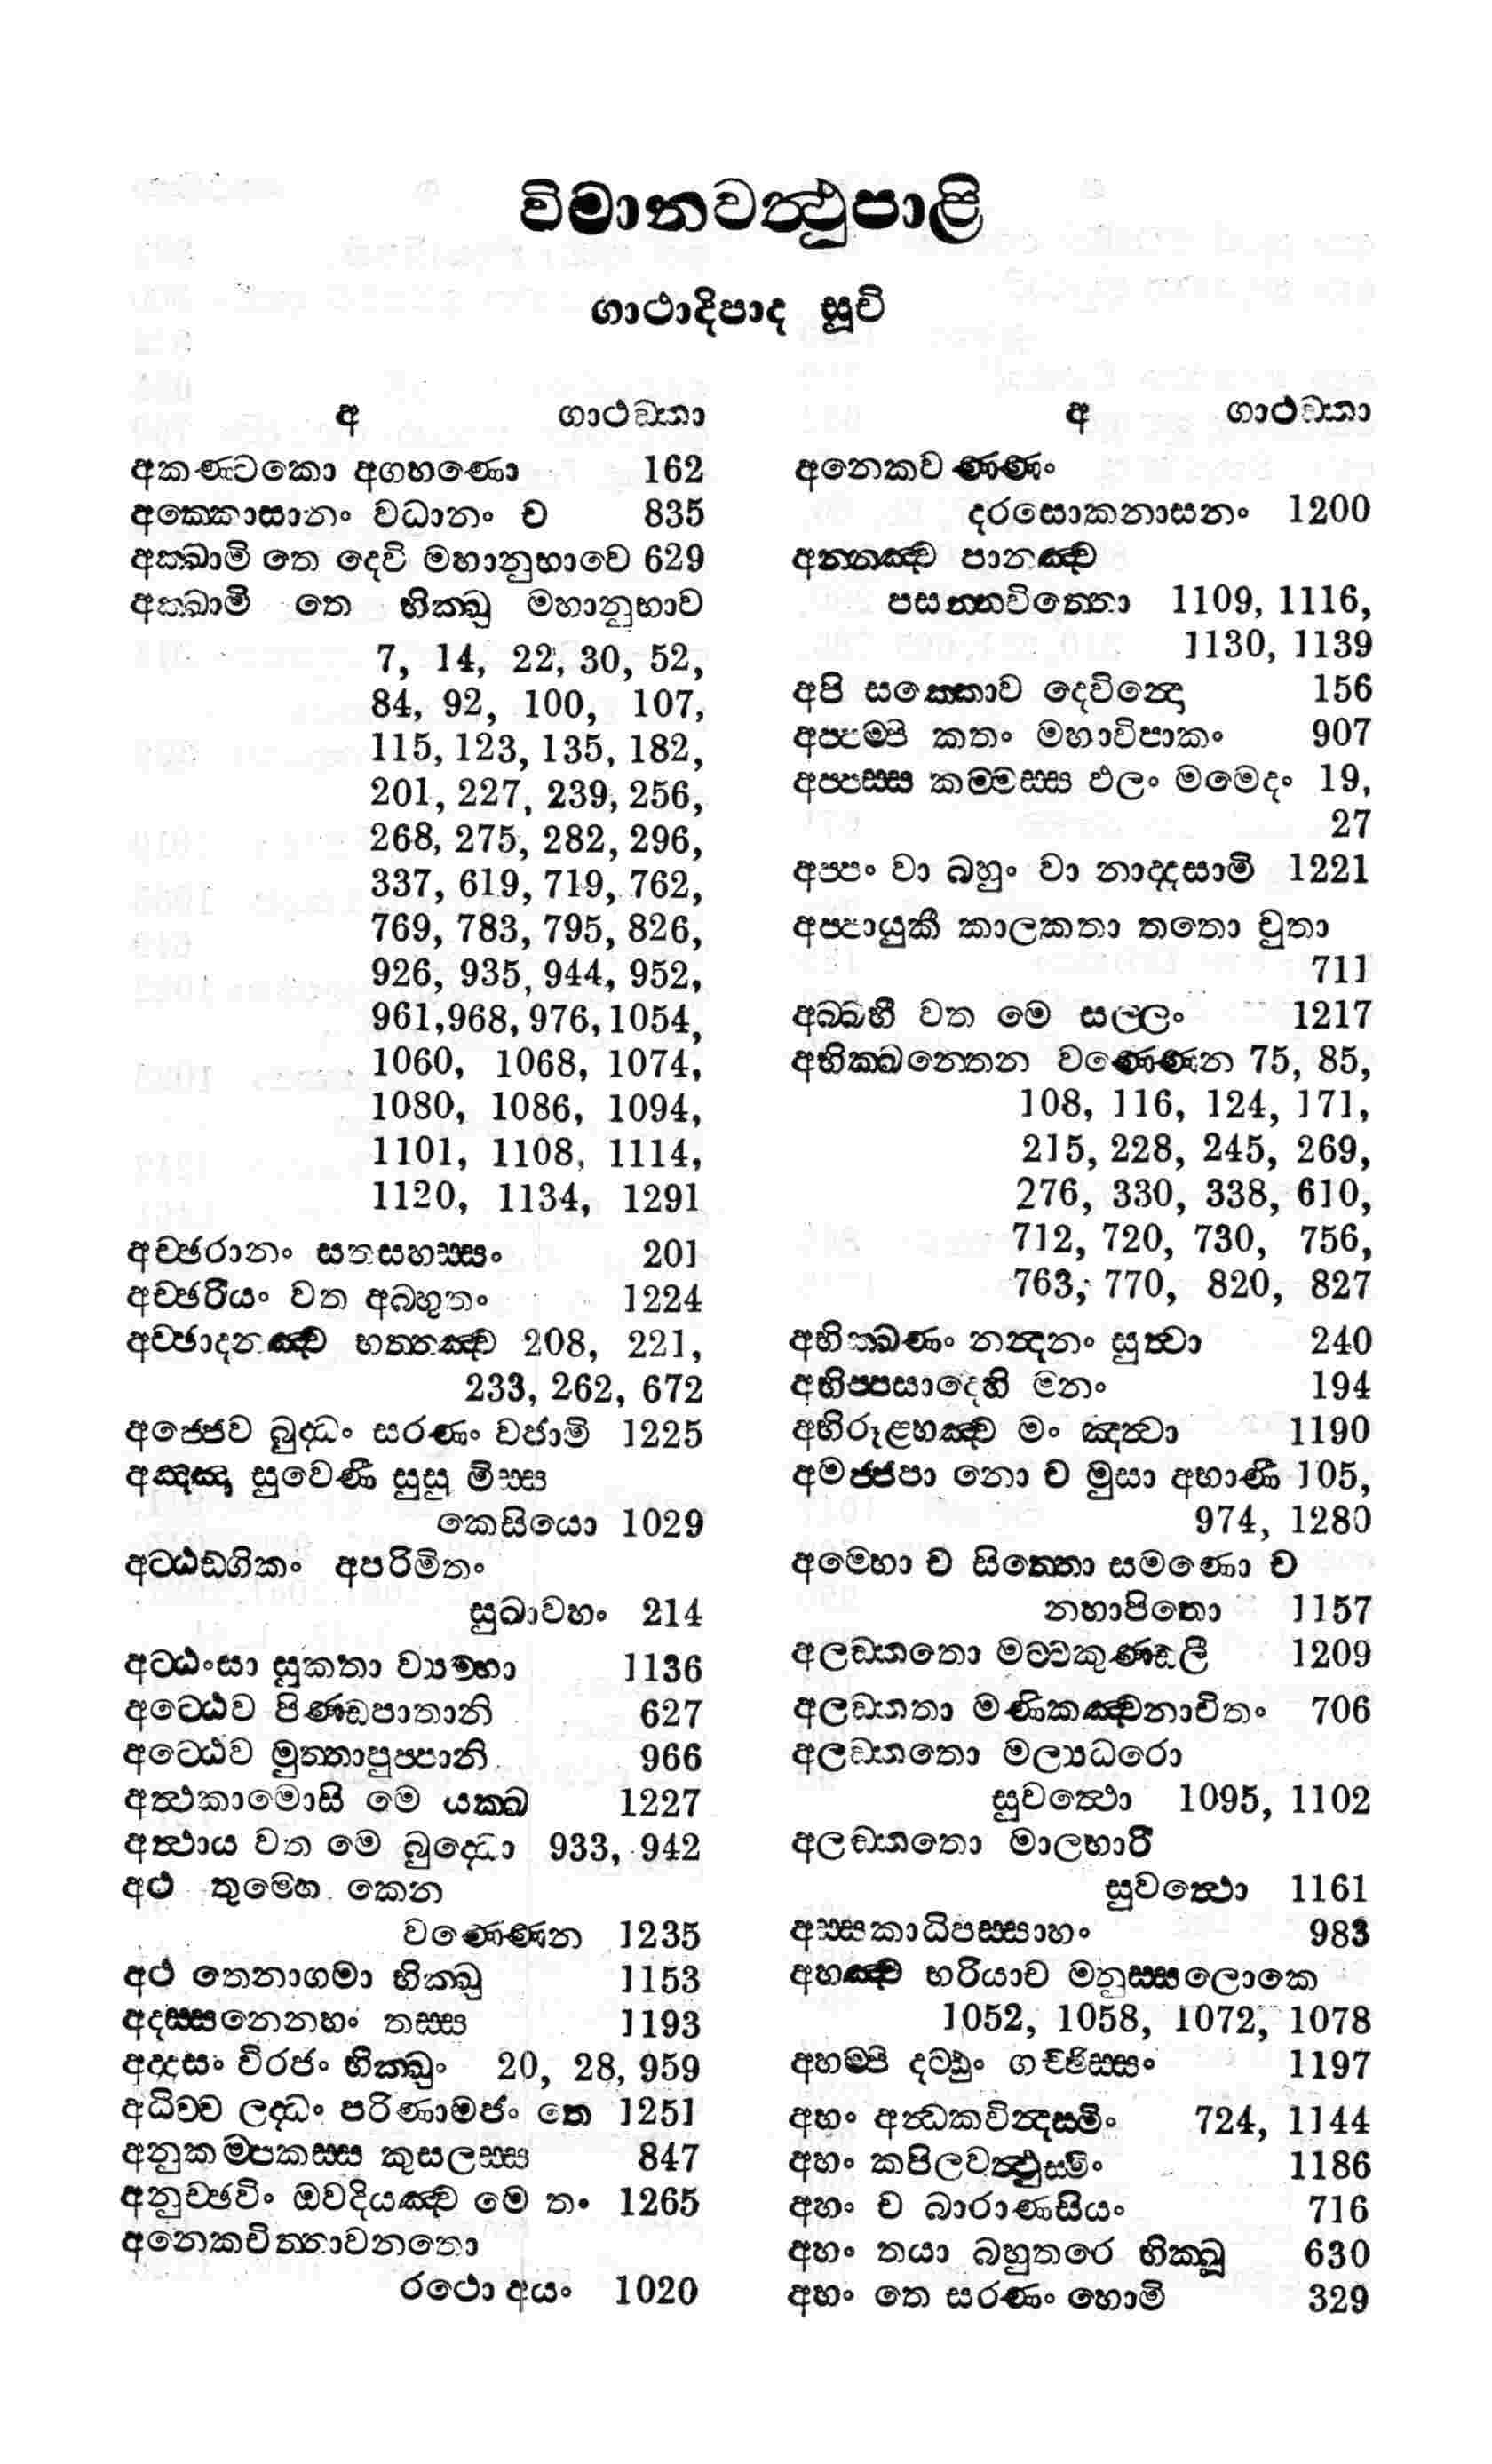 විමානවත්‍ථුපාළි
ගාථාදිපාද සූචි
අ ගාථඞ්කා
අකණ්ටකො අගහණො 162
අක්කොසානං වධානං ච 835
අක්ඛාමි තෙ දෙවි මහානුභාවෙ 629
අක්ඛාමි තෙ භික්ඛු මහානුභාව
7, 14, 22, 30, 52,
84, 92, 100, 107,
115, 123, 135, 182,
201, 227, 239, 256,
268, 275, 282, 296,
337, 619, 719, 762,
769, 783, 795, 826,
926, 935, 944, 952,
961,968, 976, 1054,
1060, 1068, 1074,
1080, 1086, 1094,
1101, 1108, 1114,
1120, 1134, 1291
අච්ඡරානං සතසහස්සං 201
අච්ඡරියං වත අබභුතං 1224
අච්ඡාදනඤ්ච භත්තඤ්ච 208, 221,
233, 262, 672
අජ්ජෙව බුද්ධං සරණං වජාමි 1225
අඤ්ඤා සුවෙණී සුසු මිස්ස
කෙසියො 1029
අට්ඨඞ්ගිකං අපරිමිතං
සුඛාවහං 214
අට්ඨංසා සුකතා ව්‍යම්භා 1136
අට්ඨෙව පිණ්ඩපාතානි 627
අට්ඨෙව මුත්තාපුප්ඵානි 966
අත්‍ථකාමොසි මෙ යක්ඛ 1227
අත්‍ථාය වත මෙ බුද්ධො 933, 942
අථ තුම්හෙ කෙන
වණ්ණෙන 1235
අථ තෙනාගමා භික්ඛු 1153
අදස්සනෙනහං තස්ස 1193
අද්දසං විරජං භික්ඛුං 20, 28, 959
අධිච්ච ලද්ධං පරිණාමජං තෙ 1251
අනුකම්පකස්ස කුසලස්ස 847
අනුච්ඡවිං ඔවදියඤ්ච මෙ තං 1265
අනෙකචිත්තාවනතො
රථො අයං 1020
අ ගාථඞ්කා
අනෙකවණ්ණං
දරසොකනාසනං 1200
අන්නඤ්ච පානඤ්ච
පසන්නචිත්තො 1109, 1116,
1130, 1139
අපි සක්කොව දෙවින්‍දො 156
අප්පම්පි කතං මහාවිපාකං 907
අප්පස්ස කම්මස්ස ඵලං මමෙදං 19,
27
අප්පං වා බහුං වා නාද්දසාමි 1221
අප්පායුකී කාලකතා තතො චුතා
711
අබ්බහී වත මෙ සල්ලං 1217
අභික්ඛන්තෙන වණ්ණෙන 75, 85,
108, 116, 124, 171,
215, 228, 245, 269,
276, 330, 338, 610,
712, 720, 730, 756,
763, 770, 820, 827
අභික්ඛණං නන්‍දනං සුත්‍වා 240
අභිප්පසාදෙහි මනං 194
අභිරූළහඤ්ච මං ඤත්‍වා 1190
අමජ්ජපා නො ච මුසා අභාණී 105,
974, 1280
අම්හො ච සිත්තො සමණො ච
නහාපිතො 1157
අලඞ්කතො මට්ටකුණ්ඩලී 1209
අලඞ්කතා මණිකඤ්චනාචිතං 706
අලඞ්කතො මල්‍යධරො
සුවත්‍ථො 1095, 1102
අලඞ්කතො මාලභාරී
සුවත්‍ථො 1161
අස්සකාධිපස්සාහං 983
අහඤ්ච භරියාච මනුස්සලොකෙ
1052, 1058, 1072, 1078
අහම්පි දට්ඨුං ගච්ඡිස්සං 1197
අහං අන්‍ධකවින්‍දස්මිං 724, 1144
අහං කපිලවත්‍ථුස්මිං 1186
අහං ච බාරාණසියං 716
අහං තයා බහුතරෙ භික්ඛූ 630
අහං තෙ සරණං හොමි 329